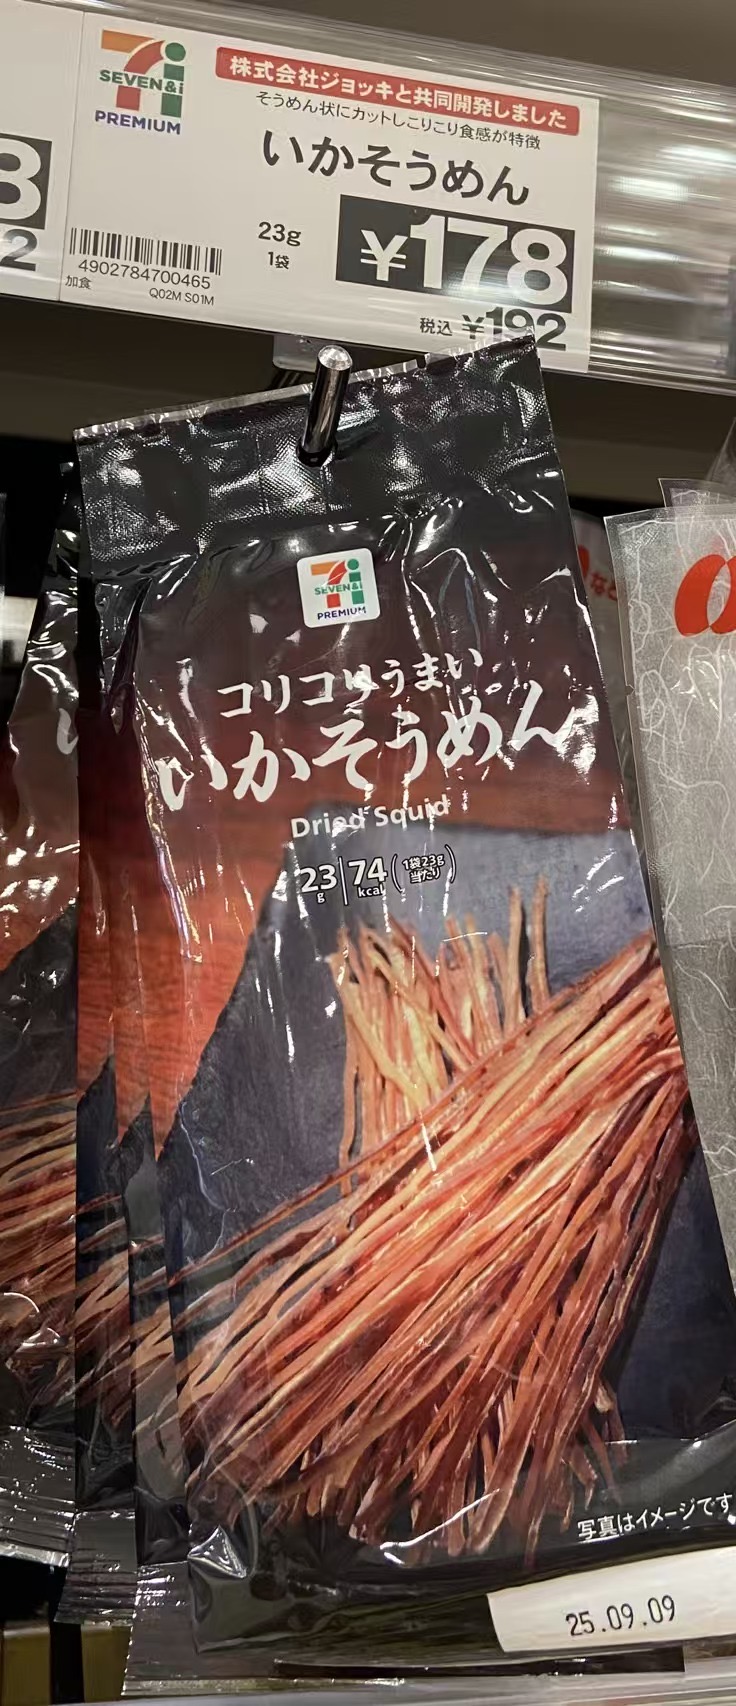 8
2
SEVEN&i
PREMIUM
株式会社ジョッキと共同開発しました
そうめん状にカットしこりこり食感が特徴
いかそうめん
23g
1袋
¥178
税込 ¥192
4902784700465
加食
Q02M S01M
SEVEN&i
PREMIUM
コリコリうまい
いかそうめん
Dried Squid
23g 74kcal (1袋23g当たり)
い
なと
写真はイメージです
25.09.09